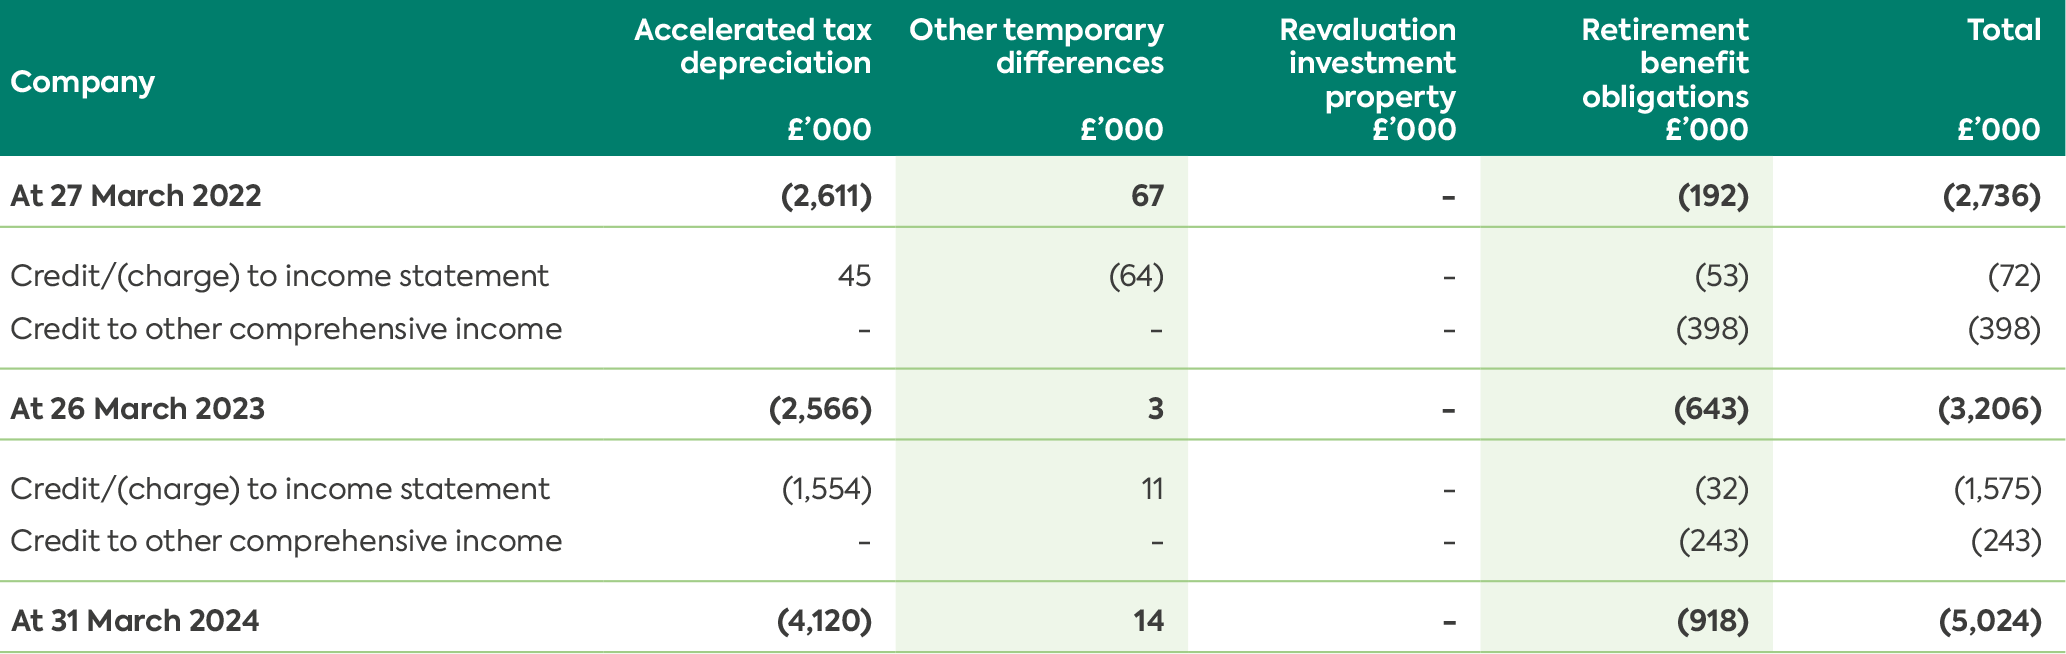 Company Accelerated tax depreciation £’000 Other temporary differences £’000 Revaluation investment property £’000 Retirement benefit obligations £’000 Total £’000
At 27 March 2022 (2,611) 67 - (192) (2,736)
Credit/(charge) to income statement 45 (64) - (53) (72)
Credit to other comprehensive income - - - (398) (398)
At 26 March 2023 (2,566) 3 - (643) (3,206)
Credit/(charge) to income statement (1,554) 11 - (32) (1,575)
Credit to other comprehensive income - - - (243) (243)
At 31 March 2024 (4,120) 14 - (918) (5,024)